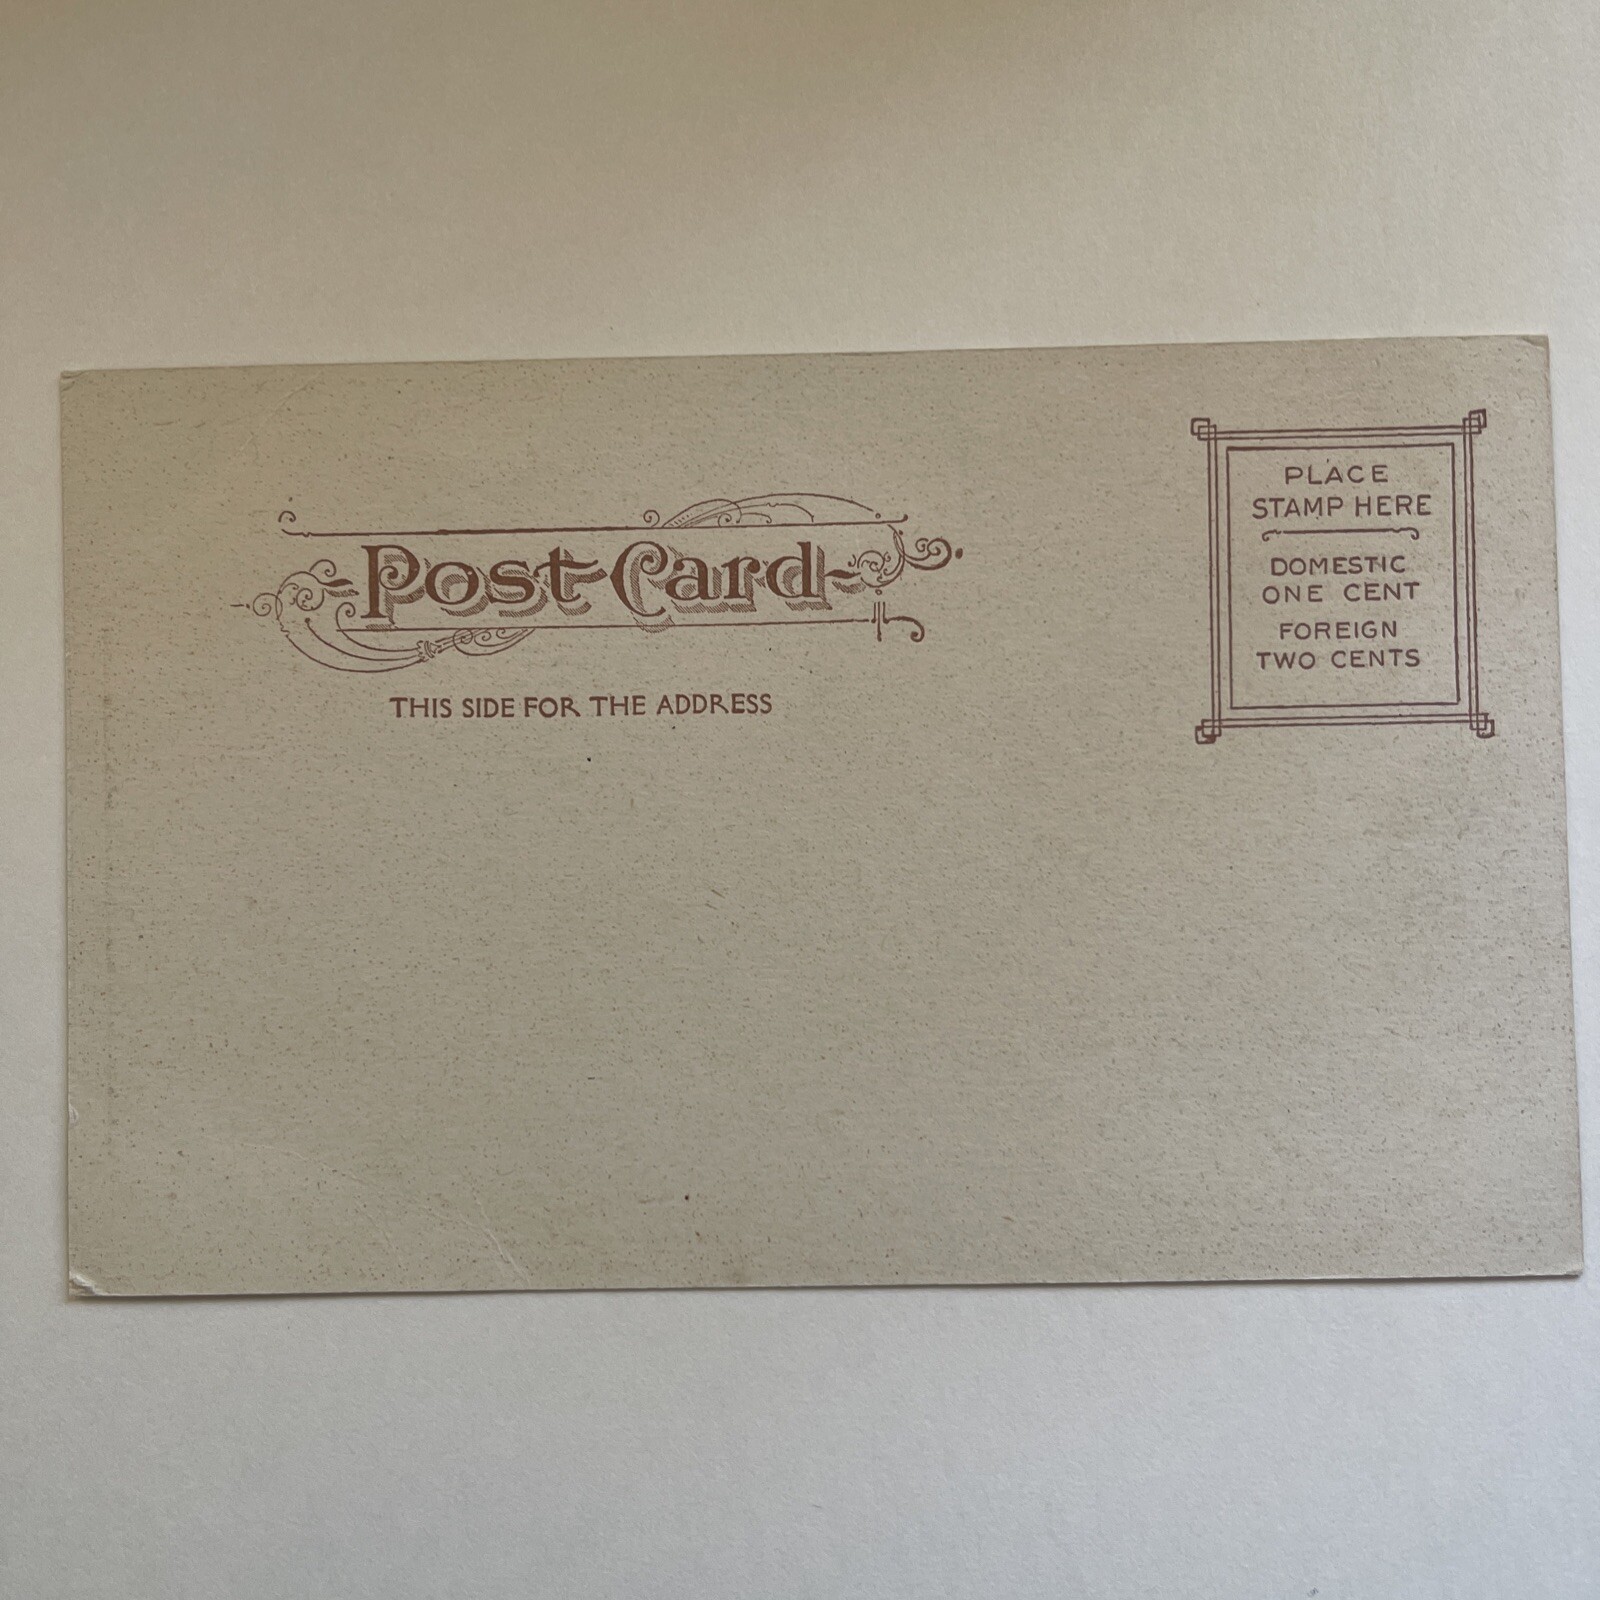 Post Card
THIS SIDE FOR THE ADDRESS
PLACE
STAMP HERE
DOMESTIC
ONE CENT
FOREIGN
TWO CENTS